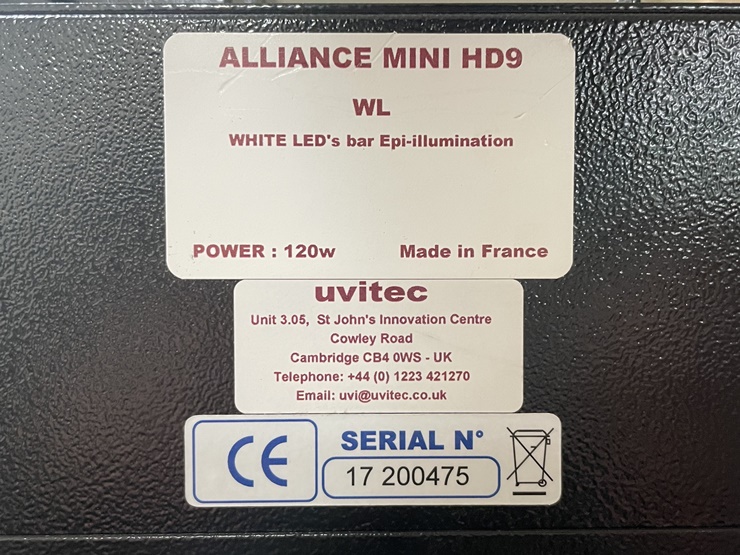 ALLIANCE MINI HD9
WL
WHITE LED's bar Epi-illumination
POWER : 120w Made in France
uvitec
Unit 3.05, St John's Innovation Centre
Cowley Road
Cambridge CB4 0WS - UK
Telephone: +44 (0) 1223 421270
Email: uvi@uvitec.co.uk
CE SERIAL N°
17 200475